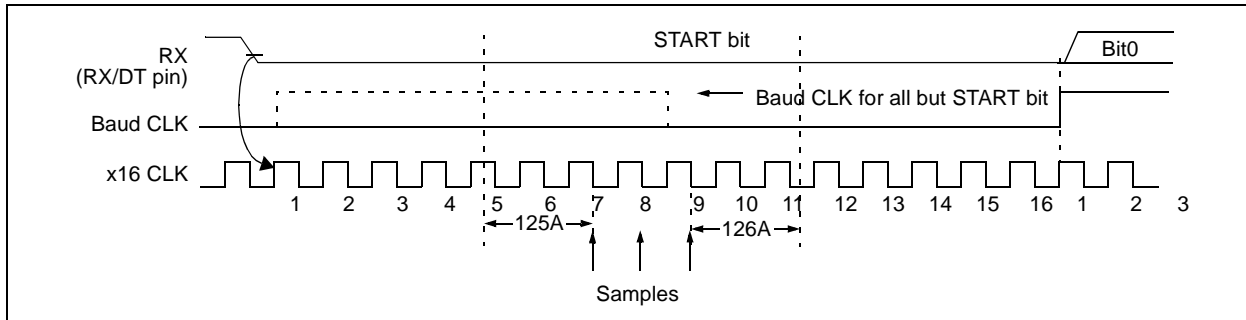 START bit
Bit0
RX
(RX/DT pin)
Baud CLK for all but START bit
Baud CLK
x16 CLK
1 2 3 4 5 6 7 8 9 10 11 12 13 14 15 16 1 2 3
125A 126A
Samples